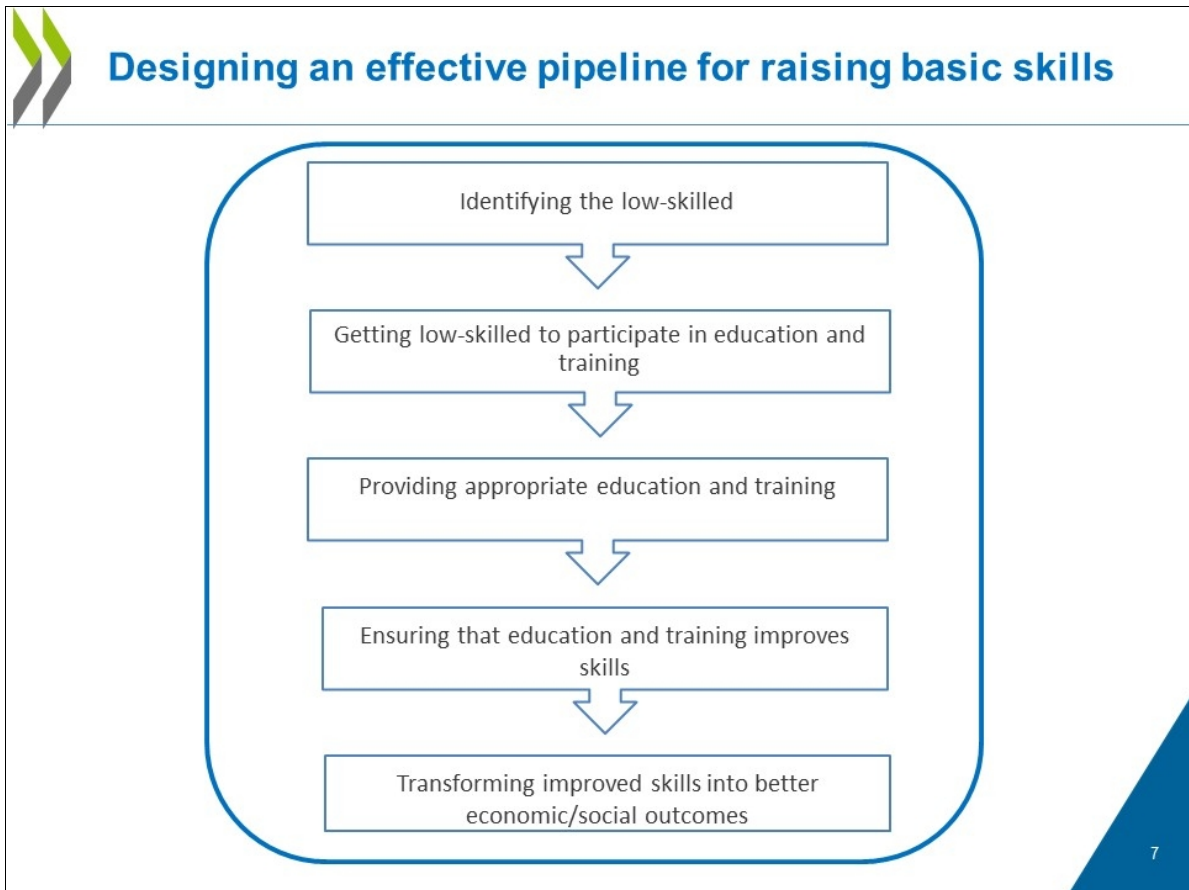 Designing an effective pipeline for raising basic skills
Identifying the low-skilled
Getting low-skilled to participate in education and
training
Providing appropriate education and training
Ensuring that education and training improves
skills
Transforming improved skills into better
economic/social outcomes
7